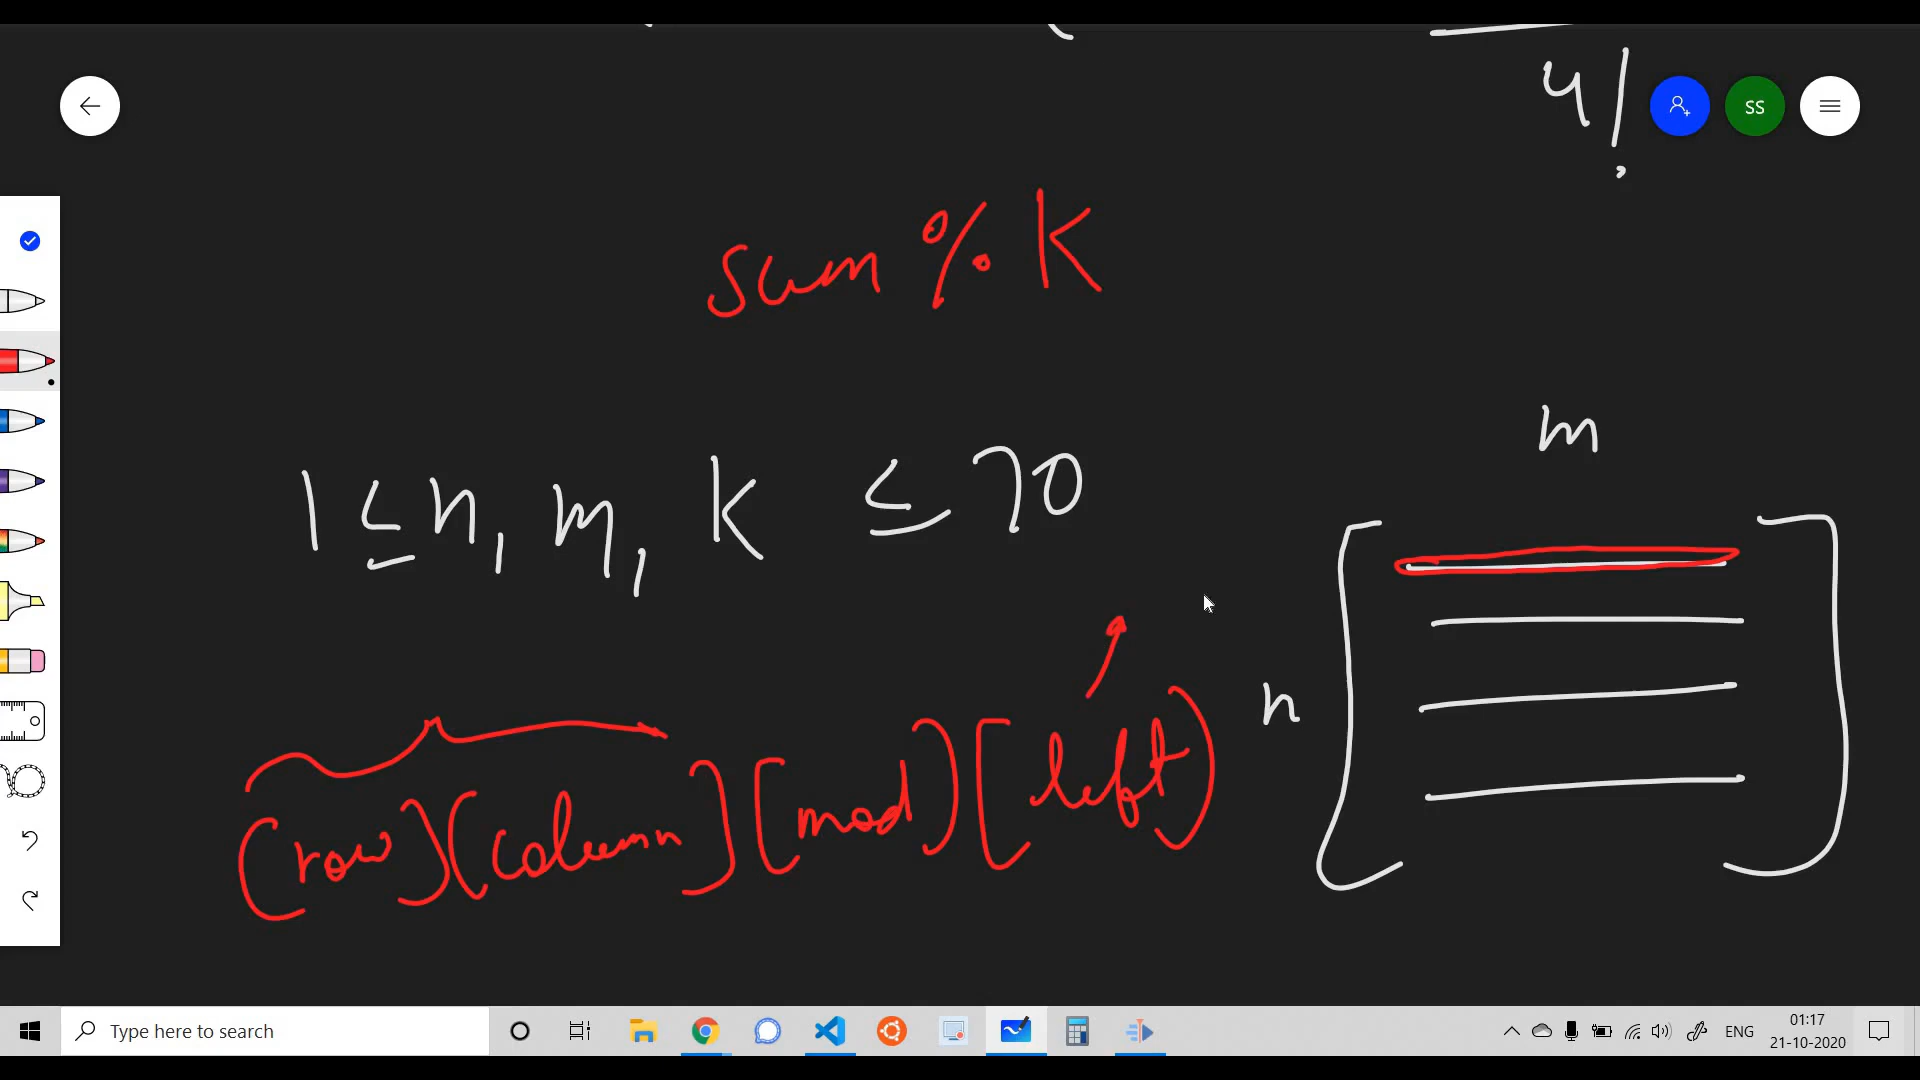 4!
SS
sum % K
m
1 ≤ n, m, K ≤ 70
n
(row](column][mod][left)
Type here to search
ENG
01:17
21-10-2020